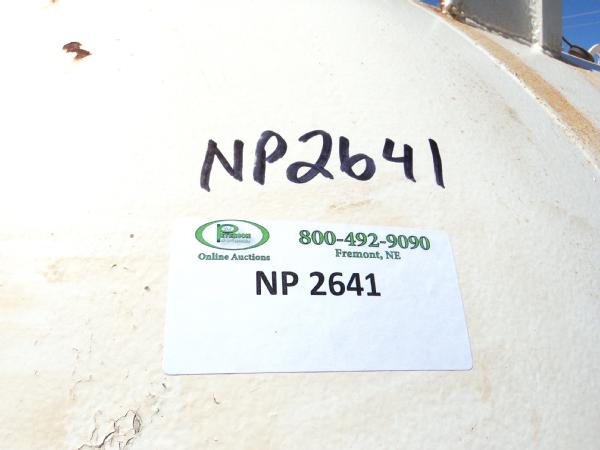 NP2641
PETERSON
800-492-9090
Online Auctions
Fremont, NE
NP 2641